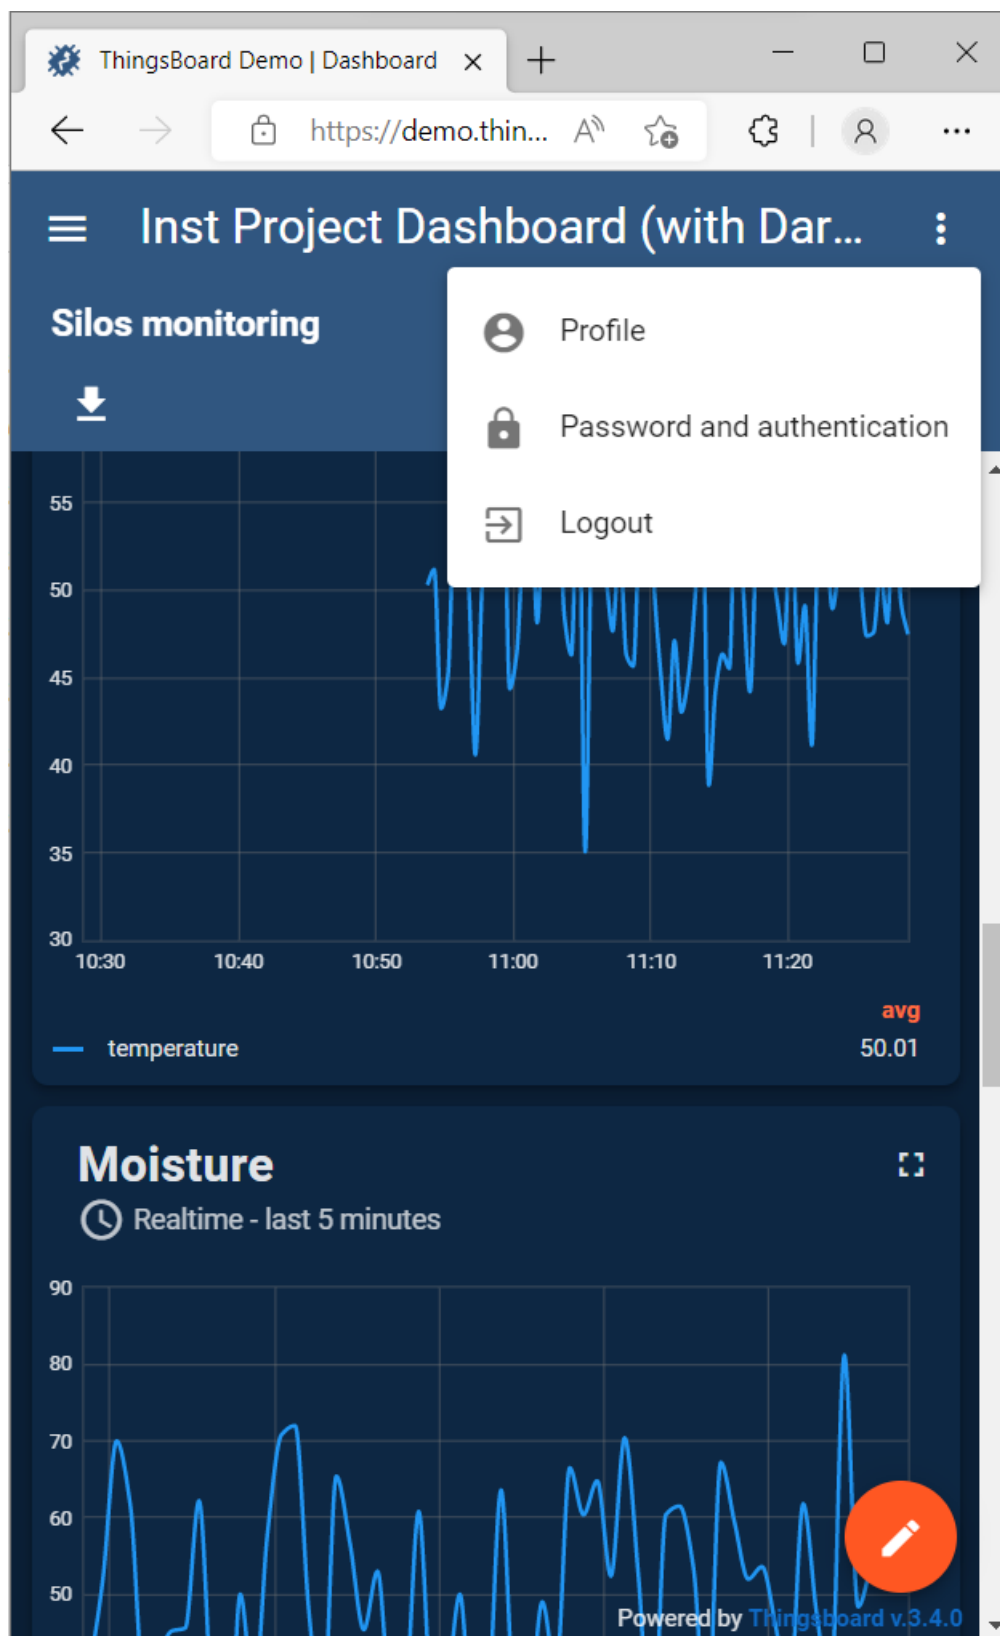 ThingsBoard Demo | Dashboard
https://demo.thin...
Inst Project Dashboard (with Dar...
Silos monitoring
Profile
Password and authentication
Logout
55
50
45
40
35
30
10:30 10:40 10:50 11:00 11:10 11:20
avg
temperature 50.01
Moisture
Realtime - last 5 minutes
90
80
70
60
50
Powered by Thingsboard v.3.4.0